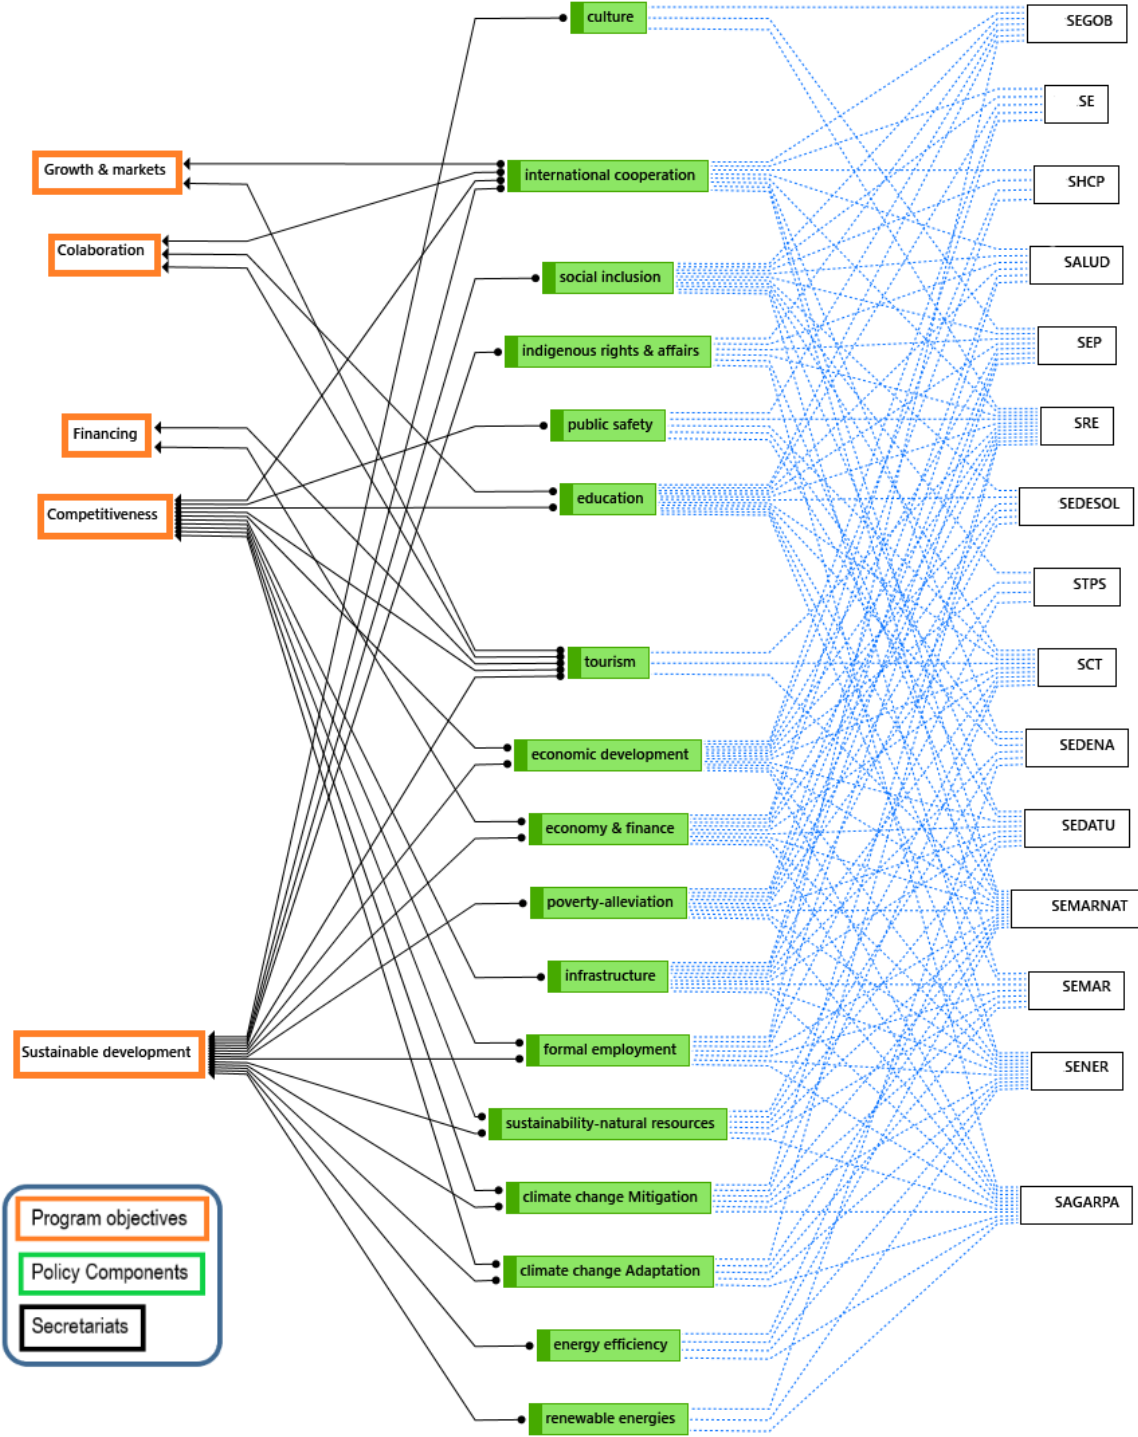 culture
SEGOB
SE
Growth & markets
international cooperation
SHCP
Colaboration
social inclusion
SALUD
indigenous rights & affairs
SEP
Financing
public safety
SRE
Competitiveness
education
SEDESOL
STPS
tourism
SCT
economic development
SEDENA
economy & finance
SEDATU
poverty-alleviation
SEMARNAT
infrastructure
SEMAR
Sustainable development
formal employment
SENER
sustainability-natural resources
climate change Mitigation
SAGARPA
Program objectives
Policy Components
climate change Adaptation
Secretariats
energy efficiency
renewable energies